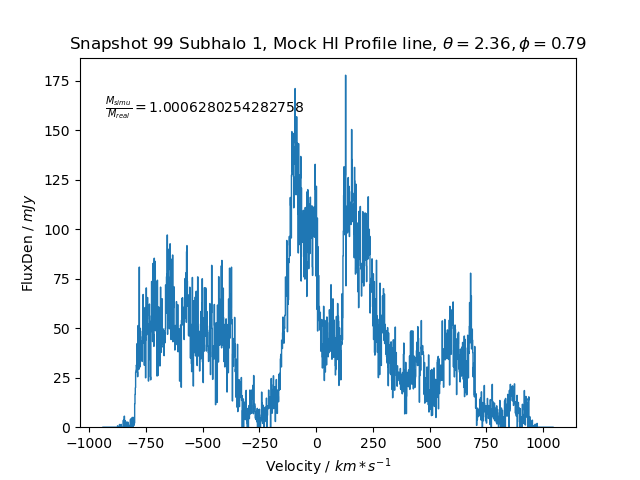 Snapshot 99 Subhalo 1, Mock HI Profile line, θ = 2.36, ϕ = 0.79
M_simu / M_real = 1.0006280254282758
FluxDen / mJy
175
150
125
100
75
50
25
0
−1000 −750 −500 −250 0 250 500 750 1000
Velocity / km * s⁻¹